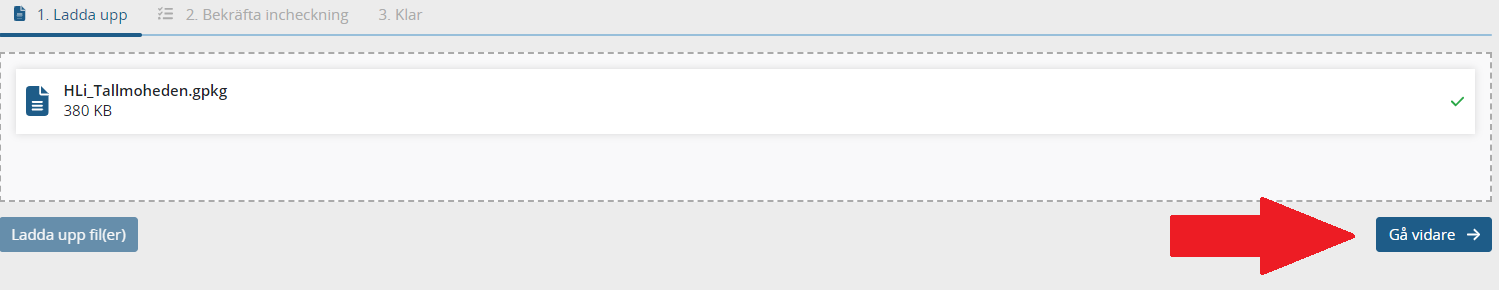 1. Ladda upp 2. Bekräfta incheckning 3. Klar
HLi_Tallmoheden.gpkg
380 KB
Ladda upp fil(er) Gå vidare